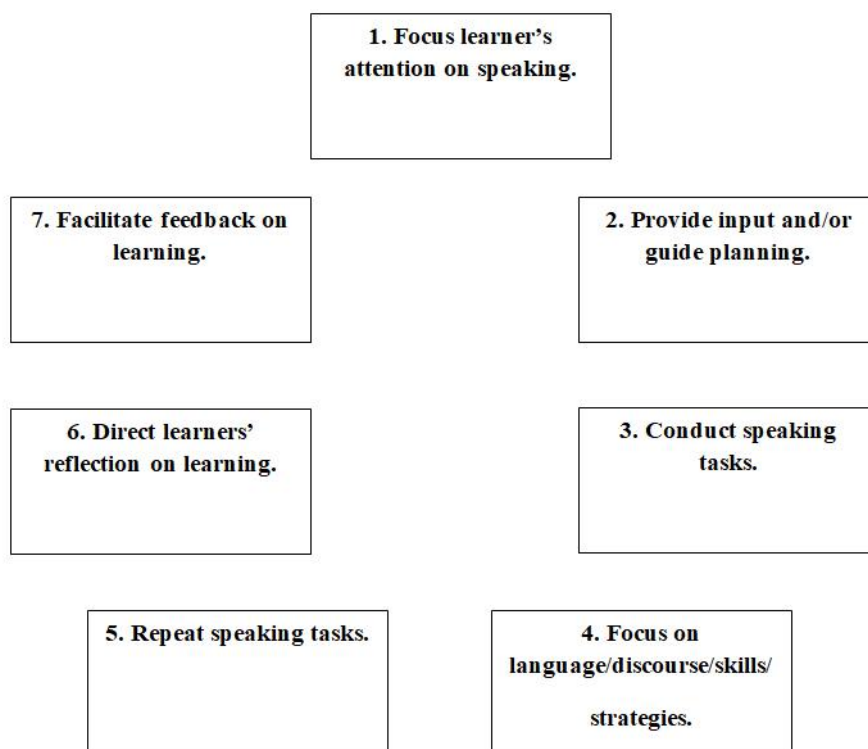 1. Focus learner's
attention on speaking.
2. Provide input and/or
guide planning.
3. Conduct speaking
tasks.
4. Focus on
language/discourse/skills/
strategies.
5. Repeat speaking tasks.
6. Direct learners'
reflection on learning.
7. Facilitate feedback on
learning.